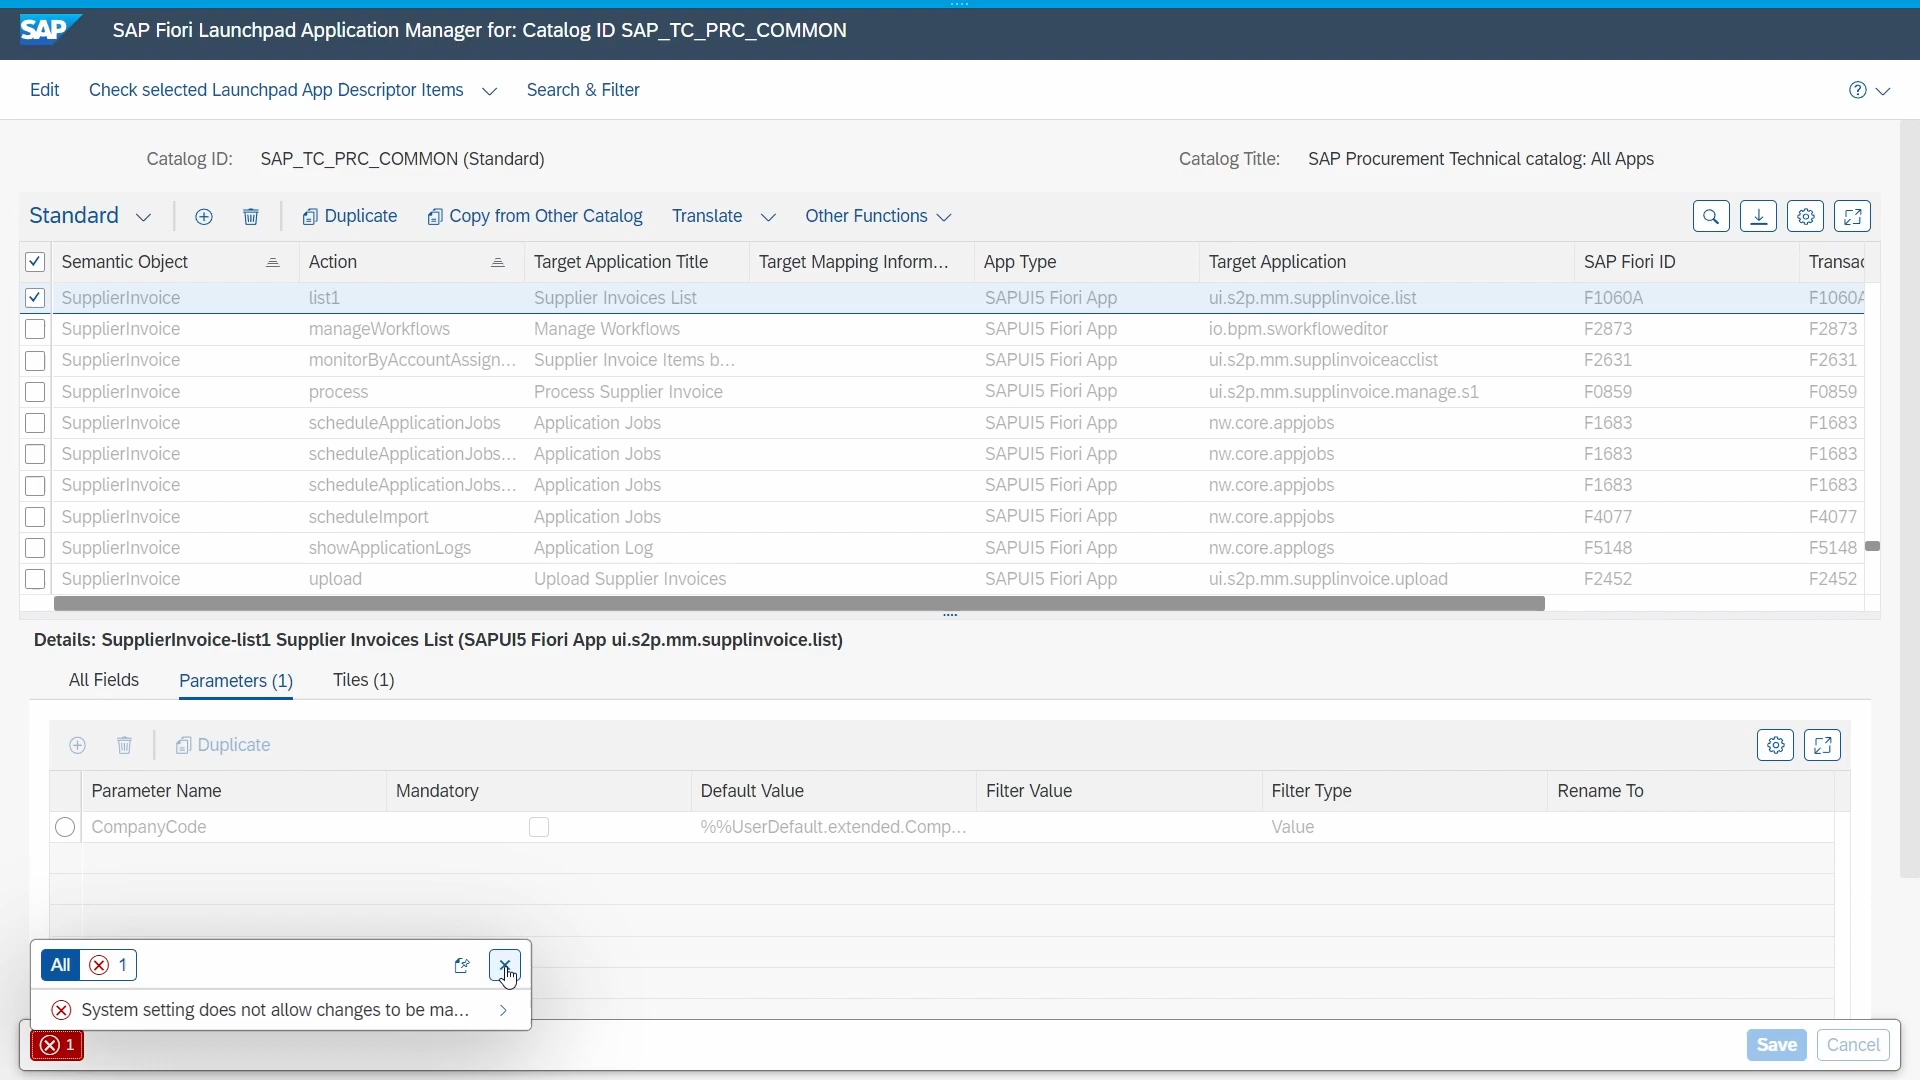 SAP SAP Fiori Launchpad Application Manager for: Catalog ID SAP_TC_PRC_COMMON
Edit Check selected Launchpad App Descriptor Items Search & Filter
Catalog ID: SAP_TC_PRC_COMMON (Standard) Catalog Title: SAP Procurement Technical catalog: All Apps
Standard Duplicate Copy from Other Catalog Translate Other Functions
Semantic Object Action Target Application Title Target Mapping Inform... App Type Target Application SAP Fiori ID Transac
SupplierInvoice list1 Supplier Invoices List SAPUI5 Fiori App ui.s2p.mm.supplinvoice.list F1060A F1060A
SupplierInvoice manageWorkflows Manage Workflows SAPUI5 Fiori App io.bpm.sworkfloweditor F2873 F2873
SupplierInvoice monitorByAccountAssign... Supplier Invoice Items b... SAPUI5 Fiori App ui.s2p.mm.supplinvoiceacclist F2631 F2631
SupplierInvoice process Process Supplier Invoice SAPUI5 Fiori App ui.s2p.mm.supplinvoice.manage.s1 F0859 F0859
SupplierInvoice scheduleApplicationJobs Application Jobs SAPUI5 Fiori App nw.core.appjobs F1683 F1683
SupplierInvoice scheduleApplicationJobs... Application Jobs SAPUI5 Fiori App nw.core.appjobs F1683 F1683
SupplierInvoice scheduleApplicationJobs... Application Jobs SAPUI5 Fiori App nw.core.appjobs F1683 F1683
SupplierInvoice scheduleImport Application Jobs SAPUI5 Fiori App nw.core.appjobs F4077 F4077
SupplierInvoice showApplicationLogs Application Log SAPUI5 Fiori App nw.core.applogs F5148 F5148
SupplierInvoice upload Upload Supplier Invoices SAPUI5 Fiori App ui.s2p.mm.supplinvoice.upload F2452 F2452
Details: SupplierInvoice-list1 Supplier Invoices List (SAPUI5 Fiori App ui.s2p.mm.supplinvoice.list)
All Fields Parameters (1) Tiles (1)
Duplicate
Parameter Name Mandatory Default Value Filter Value Filter Type Rename To
CompanyCode %%UserDefault.extended.Comp... Value
All 1
System setting does not allow changes to be ma...
1 Save Cancel